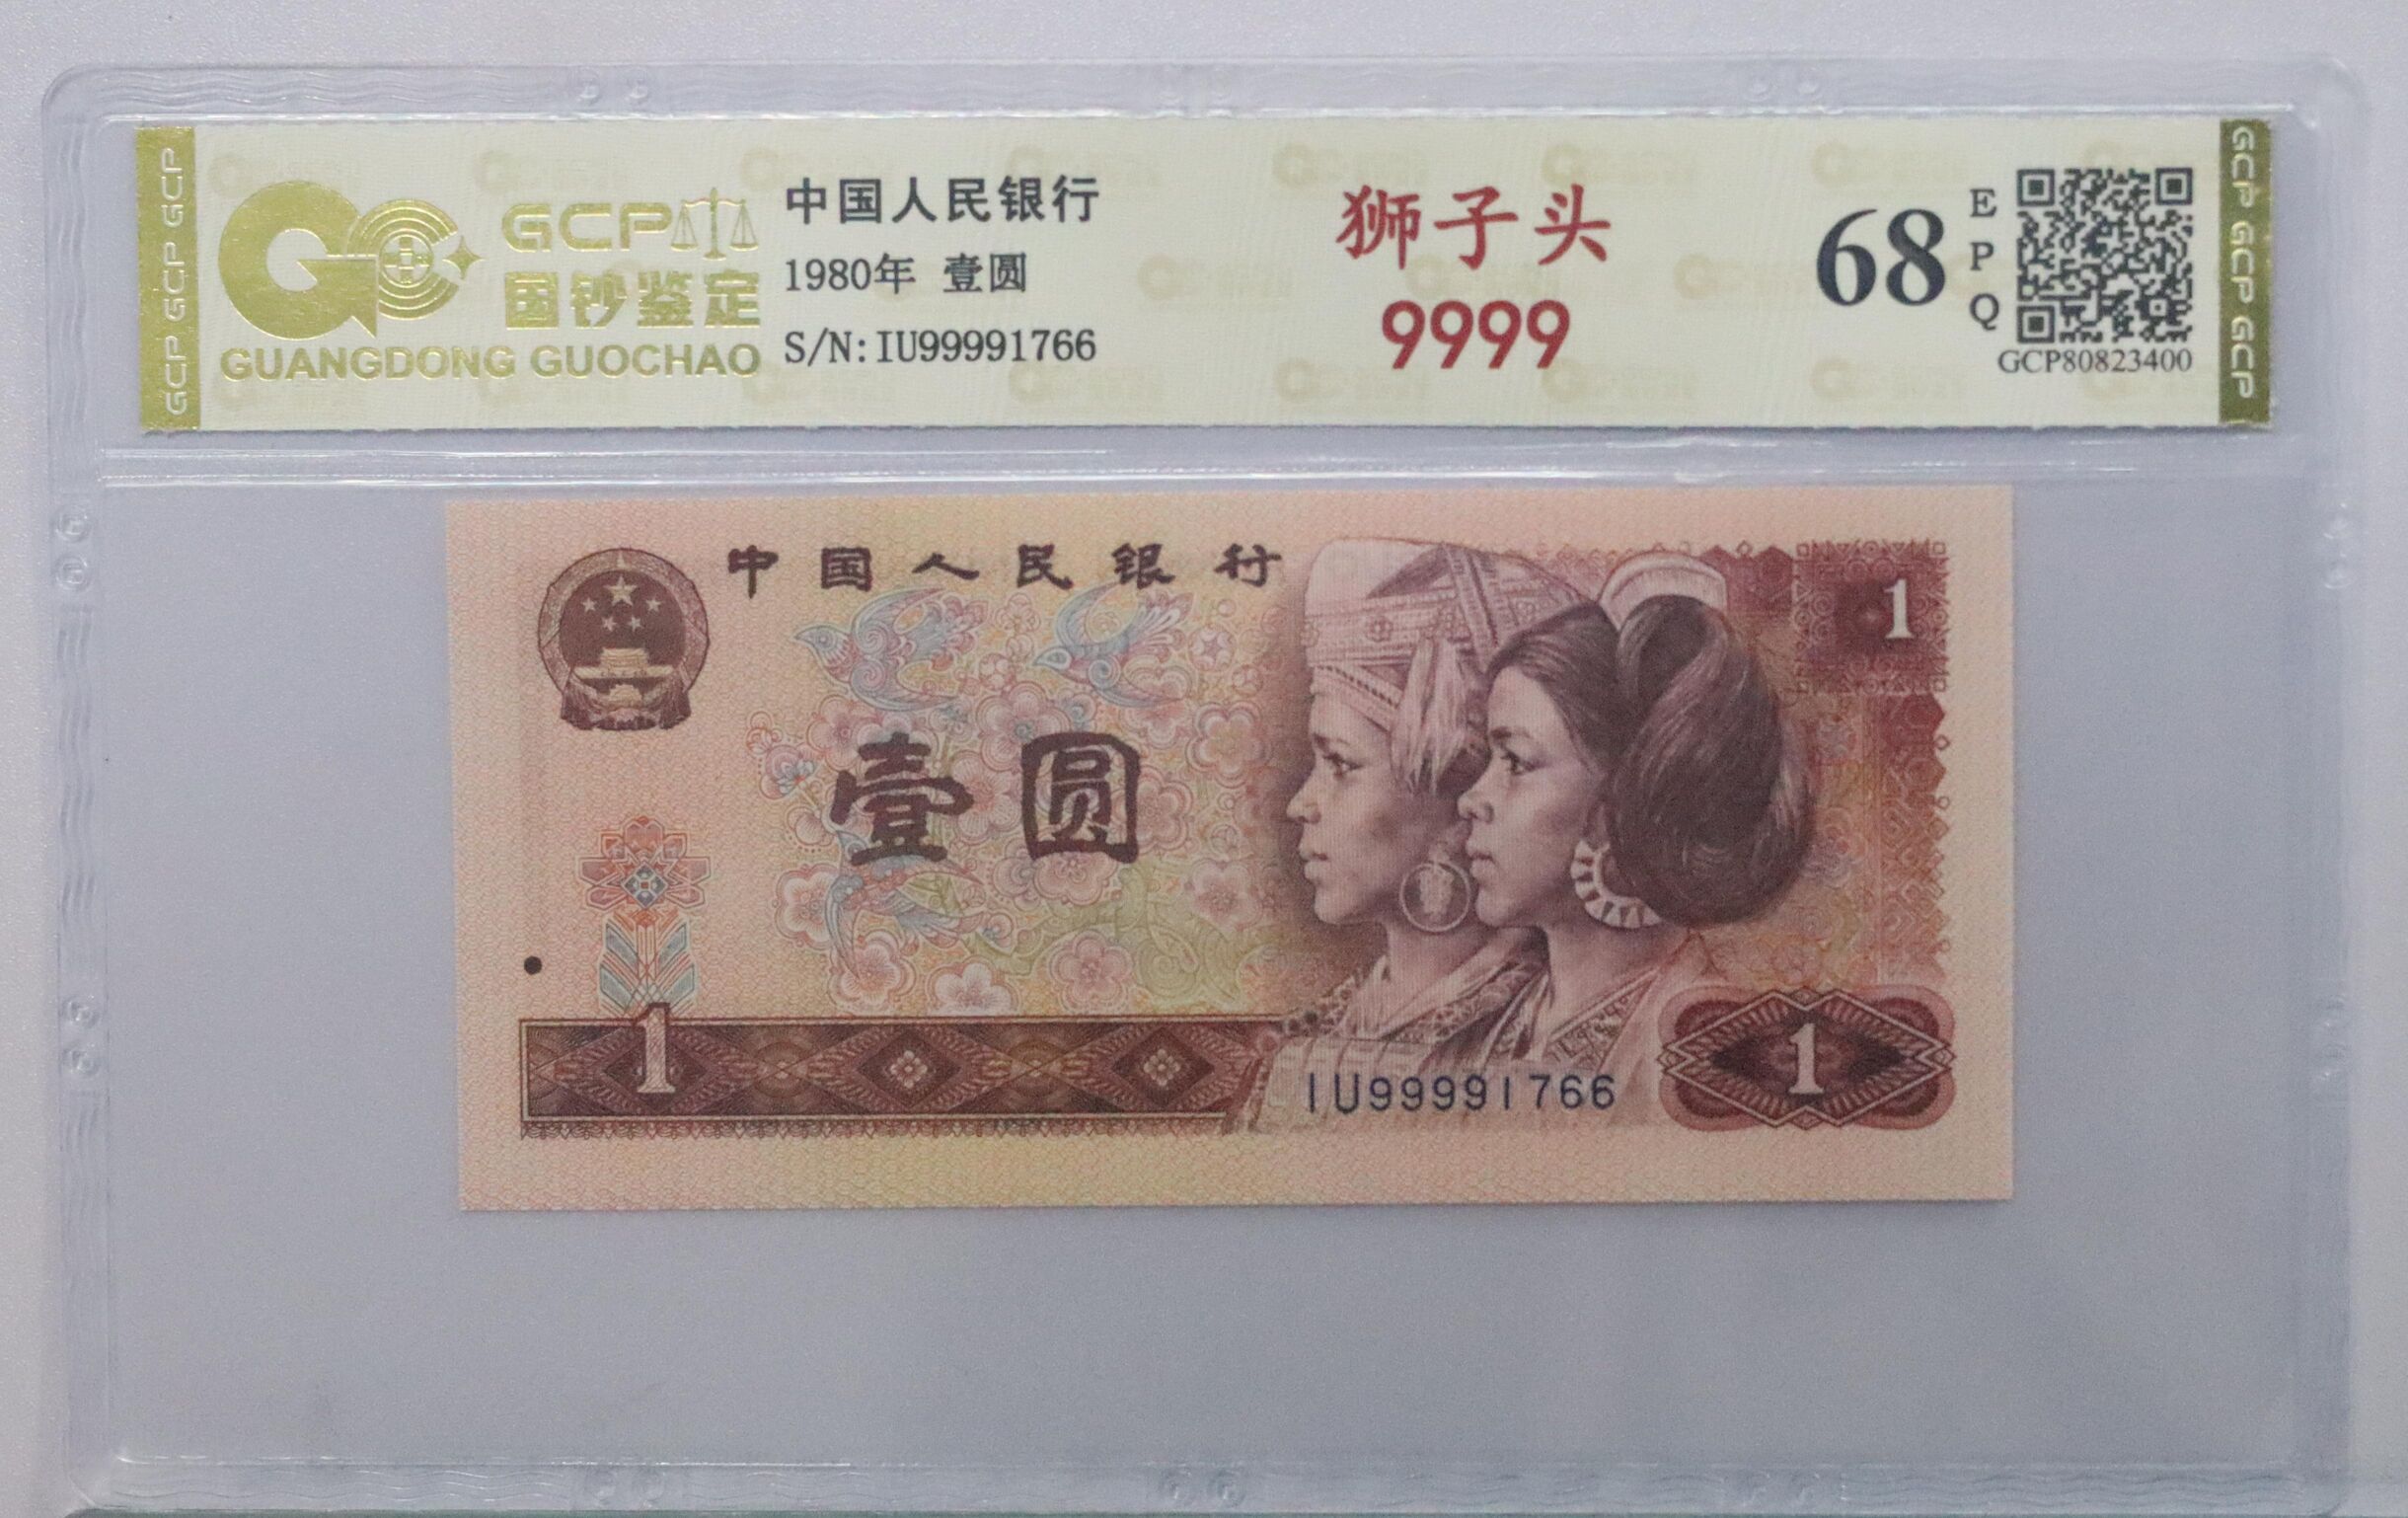 GCP GCP GCP
GCP
国钞鉴定
GUANGDONG GUOCHAO
中国人民银行
1980年 壹圆
S/N:IU99991766
狮子头
9999
68
EPQ
GCP80823400
GCP GCP GCP
中国人民银行
1
壹圆
1
IU99991766
1